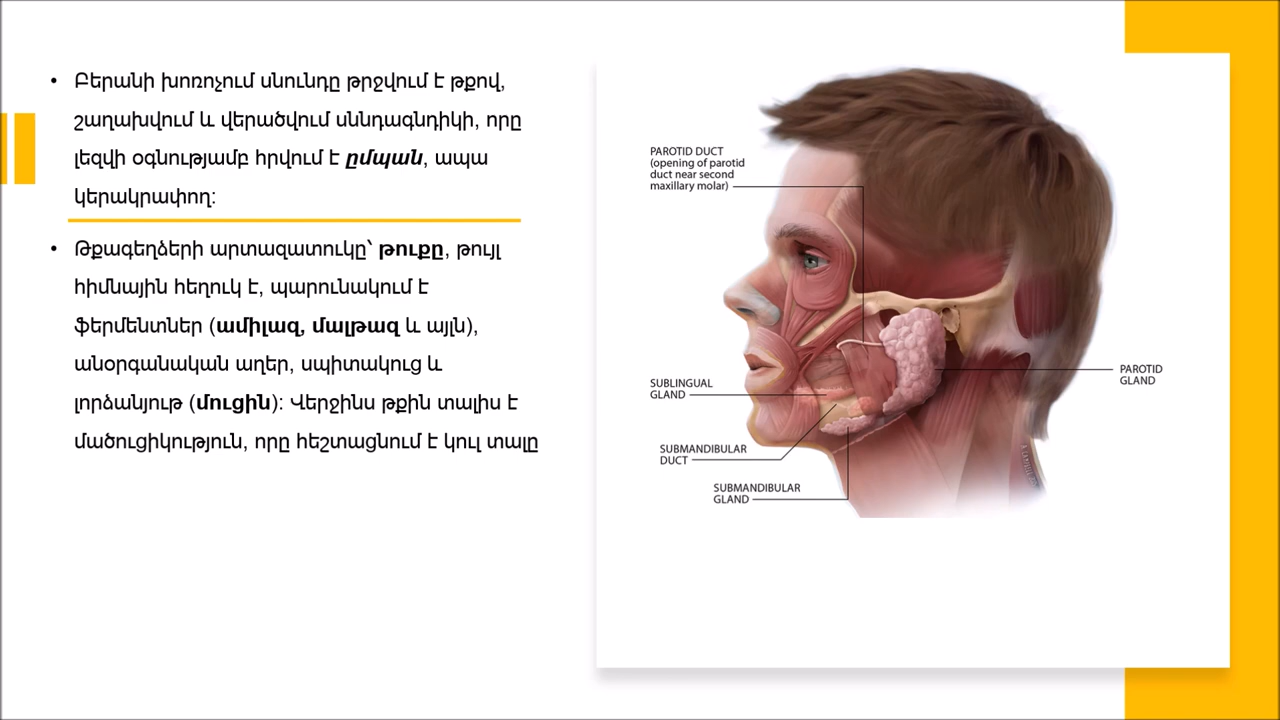 • Բերանի խոռոչում սնունդը թրջվում է թքով,
շաղախվում և վերածվում սննդագնդիկի, որը
լեզվի օգնությամբ հրվում է ըմպան, ապա
կերակրափող:
• Թքագեղձերի արտազատուկը՝ թուքը, թույլ
հիմնային հեղուկ է, պարունակում է
ֆերմենտներ (ամիլազ, մալթազ և այլն),
անօրգանական աղեր, սպիտակուց և
լորձանյութ (մուցին): Վերջինս թքին տալիս է
մածուցիկություն, որը հեշտացնում է կուլ տալը
PAROTID DUCT
(opening of parotid
duct near second
maxillary molar)
SUBLINGUAL
GLAND
SUBMANDIBULAR
DUCT
SUBMANDIBULAR
GLAND
PAROTID
GLAND